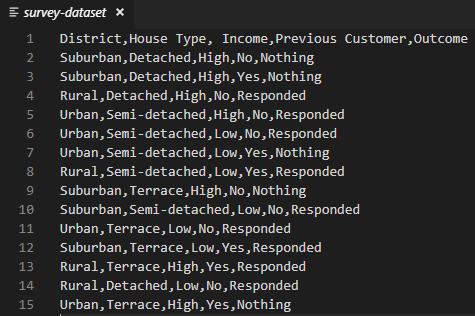 survey-dataset ×
1 District,House Type, Income,Previous Customer,Outcome
2 Suburban,Detached,High,No,Nothing
3 Suburban,Detached,High,Yes,Nothing
4 Rural,Detached,High,No,Responded
5 Urban,Semi-detached,High,No,Responded
6 Urban,Semi-detached,Low,No,Responded
7 Urban,Semi-detached,Low,Yes,Nothing
8 Rural,Semi-detached,Low,Yes,Responded
9 Suburban,Terrace,High,No,Nothing
10 Suburban,Semi-detached,Low,No,Responded
11 Urban,Terrace,Low,No,Responded
12 Suburban,Terrace,Low,Yes,Responded
13 Rural,Terrace,High,Yes,Responded
14 Rural,Detached,Low,No,Responded
15 Urban,Terrace,High,Yes,Nothing